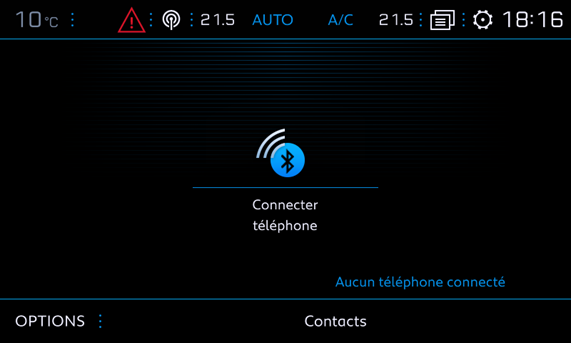 10°C 21.5 AUTO A/C 21.5 18:16
Connecter
téléphone
Aucun téléphone connecté
OPTIONS Contacts